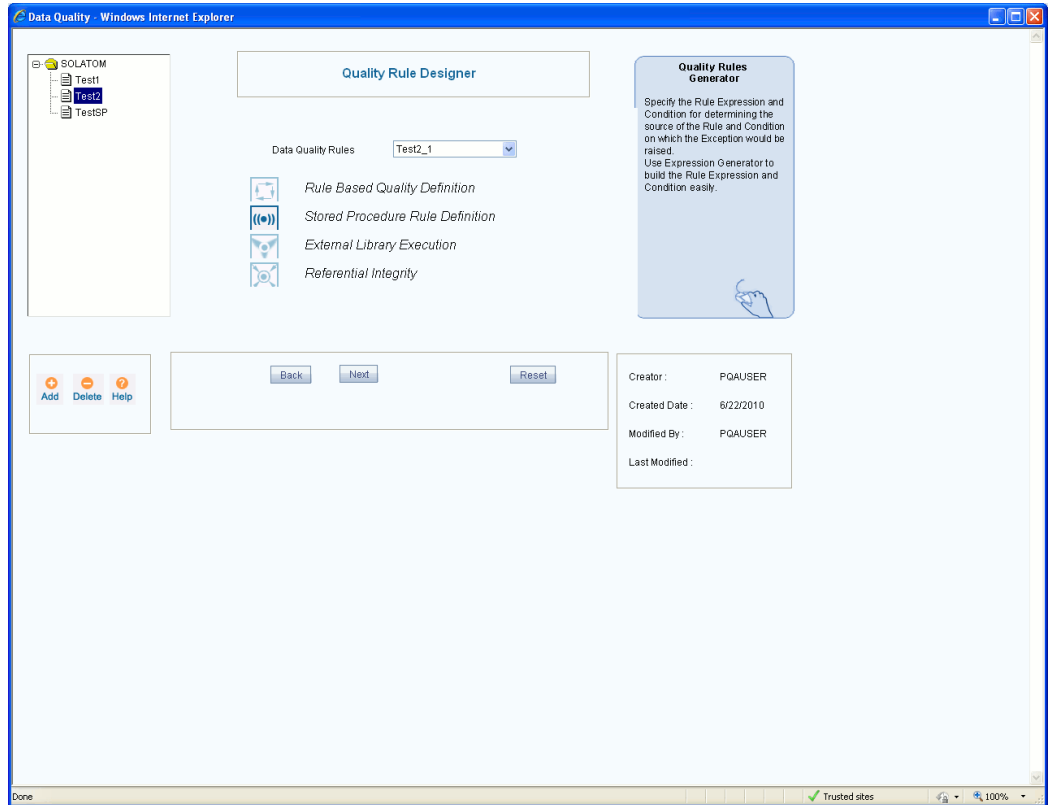 Data Quality - Windows Internet Explorer
SOLATOM
Test1
Test2
TestSP
Quality Rule Designer
Data Quality Rules
Test2_1
Rule Based Quality Definition
Stored Procedure Rule Definition
External Library Execution
Referential Integrity
Quality Rules
Generator
Specify the Rule Expression and
Condition for determining the
source of the Rule and Condition
on which the Exception would be
raised.
Use Expression Generator to
build the Rule Expression and
Condition easily.
Add
Delete
Help
Back
Next
Reset
Creator :
PQAUSER
Created Date :
6/22/2010
Modified By :
PQAUSER
Last Modified :
Done
Trusted sites
100%